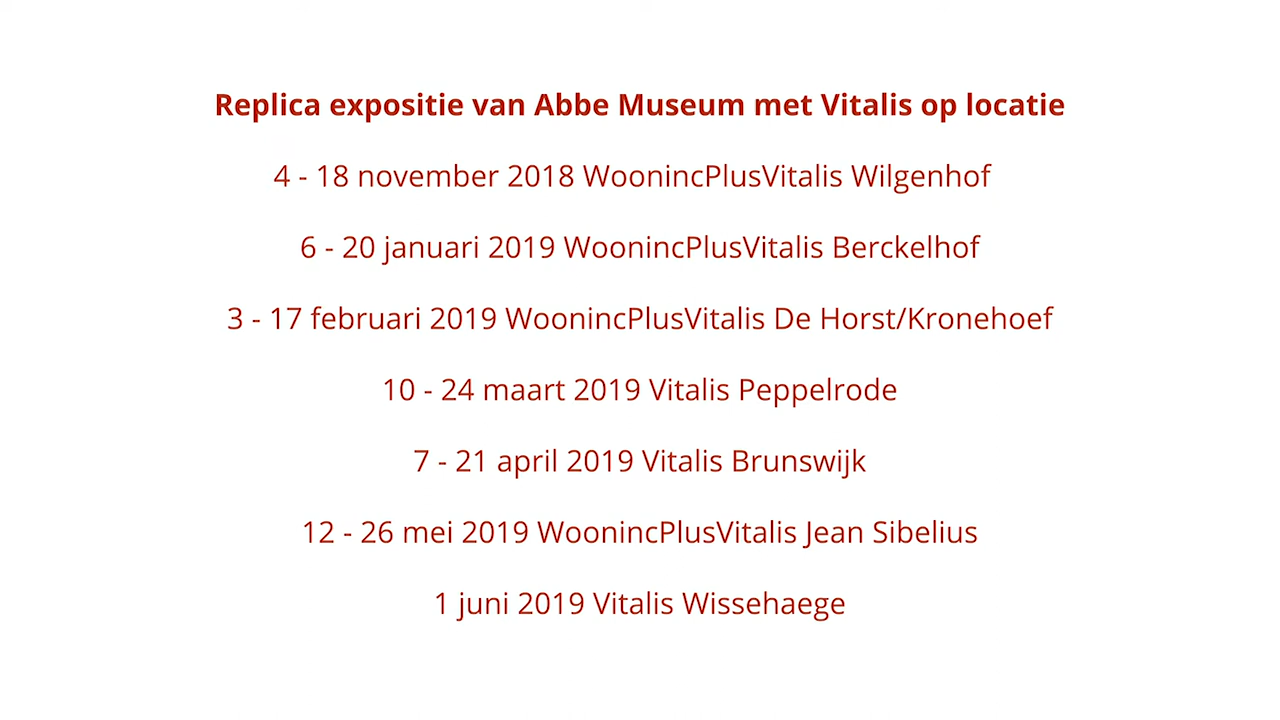 Replica expositie van Abbe Museum met Vitalis op locatie
4 - 18 november 2018 WoonincPlusVitalis Wilgenhof
6 - 20 januari 2019 WoonincPlusVitalis Berckelhof
3 - 17 februari 2019 WoonincPlusVitalis De Horst/Kronehoef
10 - 24 maart 2019 Vitalis Peppelrode
7 - 21 april 2019 Vitalis Brunswijk
12 - 26 mei 2019 WoonincPlusVitalis Jean Sibelius
1 juni 2019 Vitalis Wissehaege